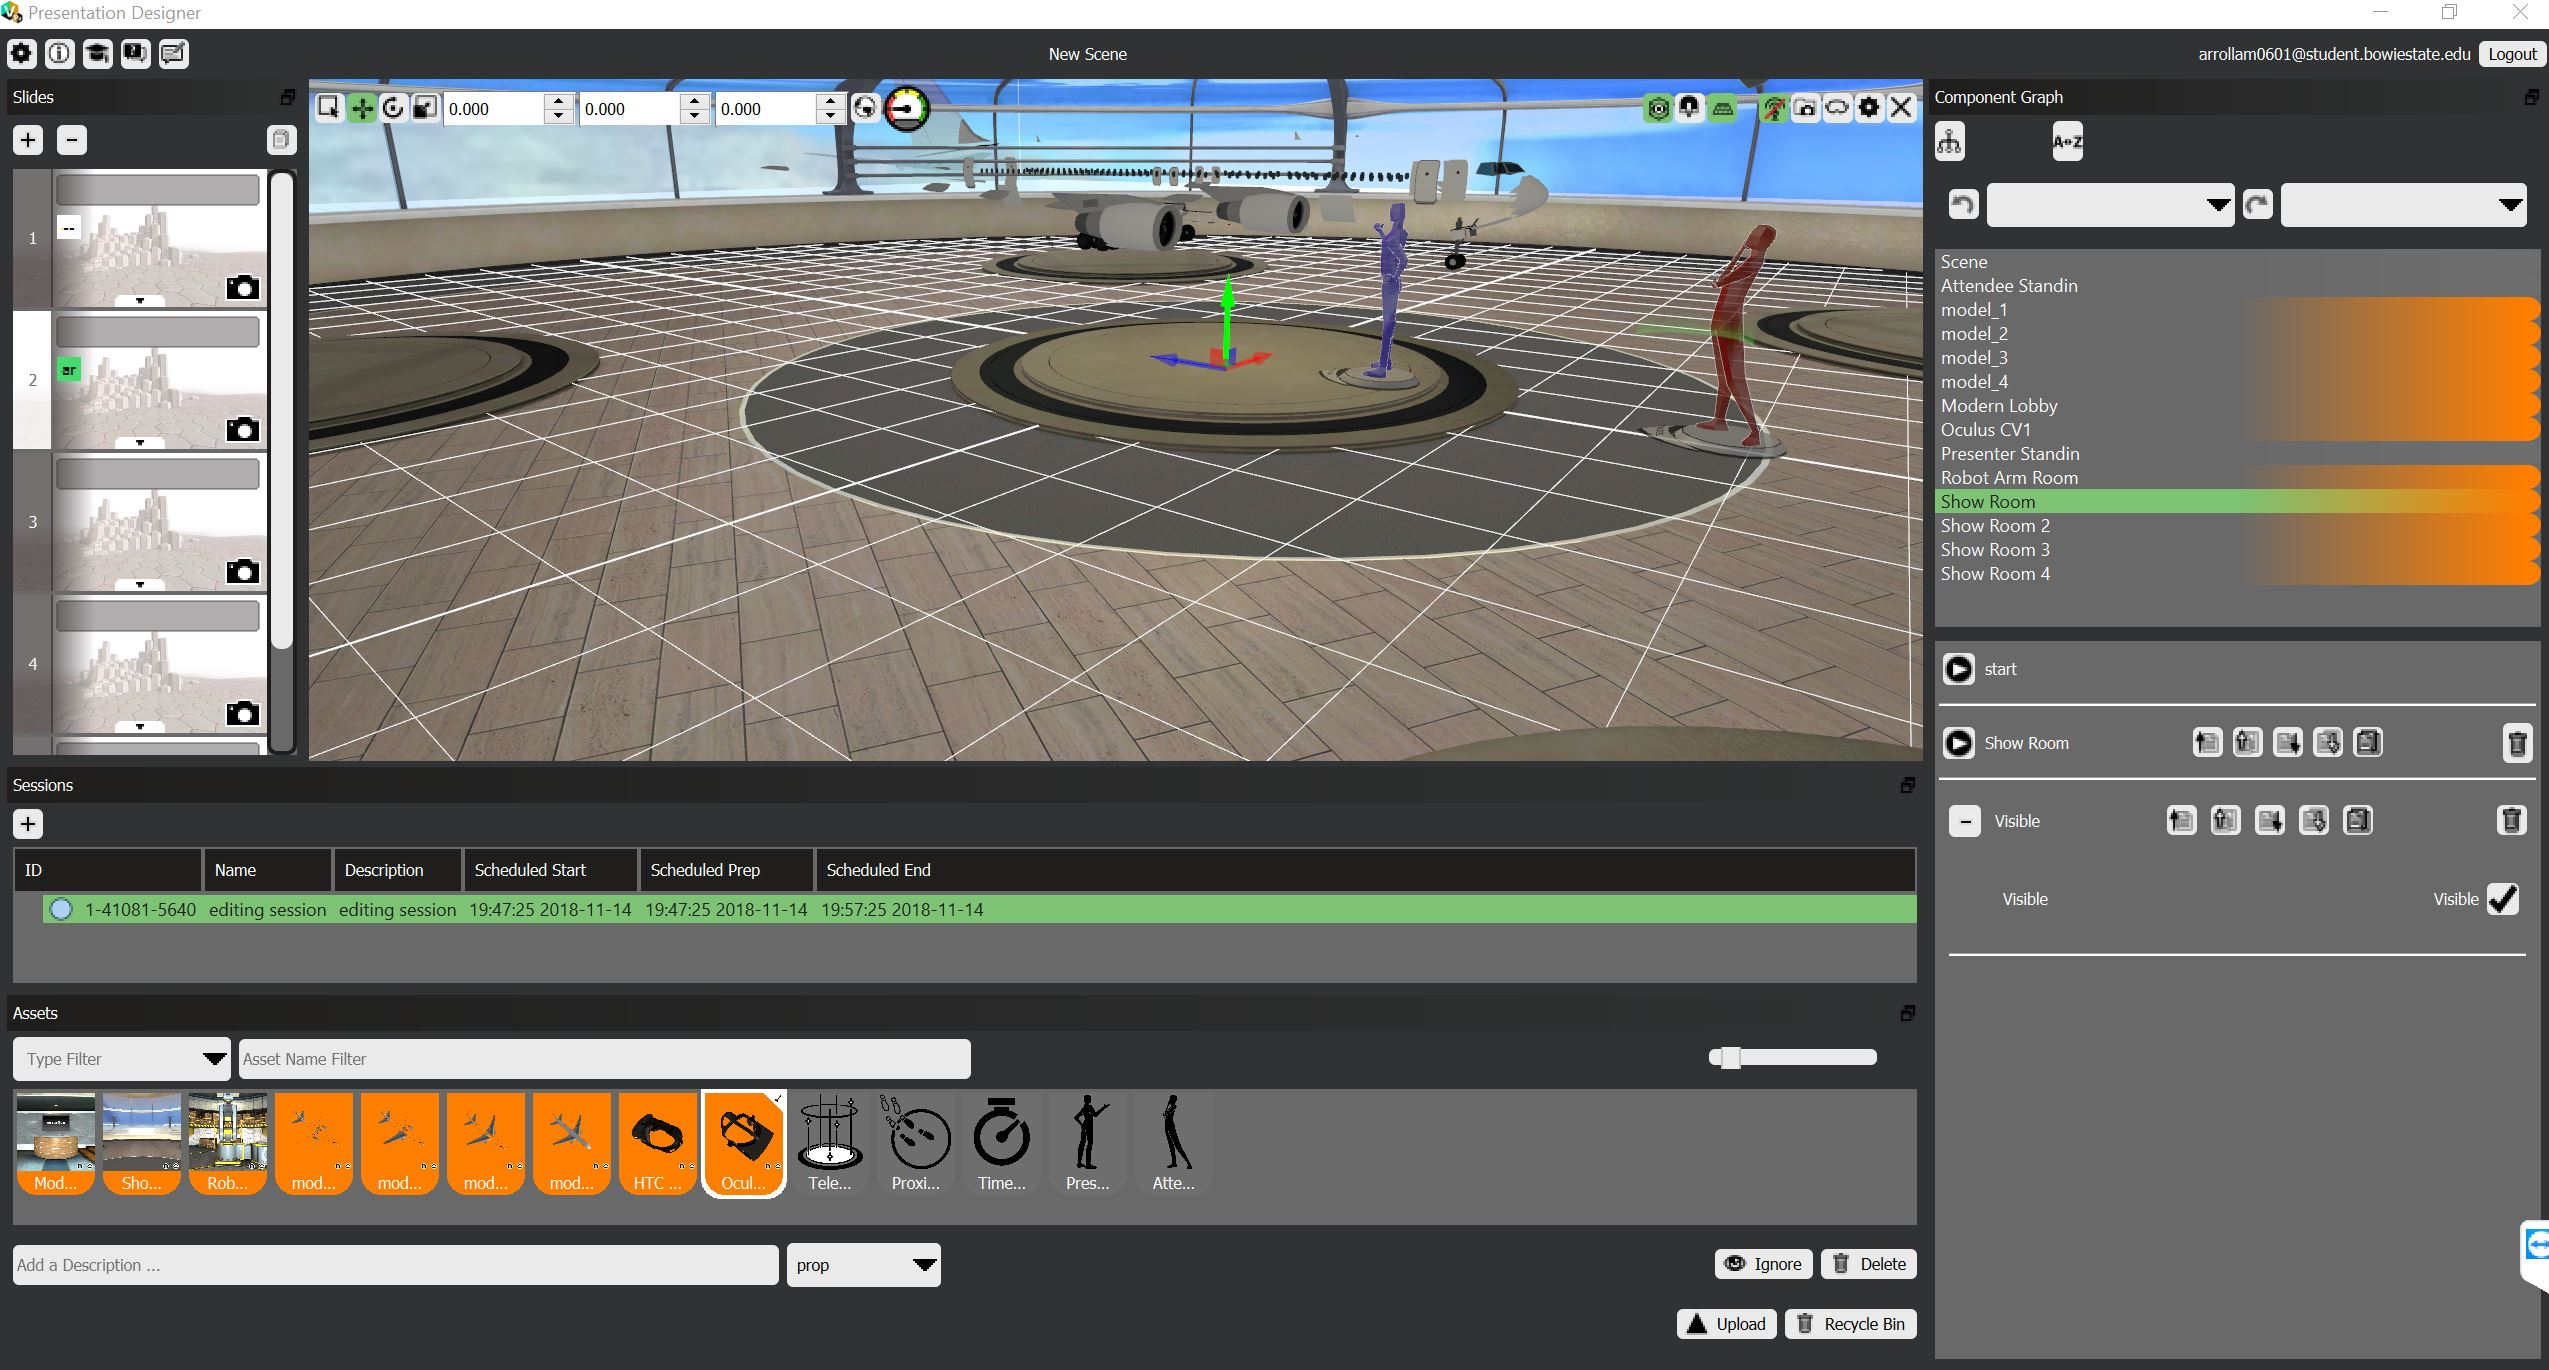 Presentation Designer
New Scene
arrollam0601@student.bowiestate.edu Logout
Slides
1
--
2
ar
3
4
0.000 0.000 0.000
Component Graph
A↔Z
Scene
Attendee Standin
model_1
model_2
model_3
model_4
Modern Lobby
Oculus CV1
Presenter Standin
Robot Arm Room
Show Room
Show Room 2
Show Room 3
Show Room 4
start
Show Room
Visible
Visible Visible
Sessions
ID Name Description Scheduled Start Scheduled Prep Scheduled End
1-41081-5640 editing session editing session 19:47:25 2018-11-14 19:47:25 2018-11-14 19:57:25 2018-11-14
Assets
Type Filter Asset Name Filter
Mod... Sho... Rob... mod... mod... mod... mod... HTC ... Ocul... Tele... Proxi... Time... Pres... Atte...
Add a Description ... prop Ignore Delete
Upload Recycle Bin